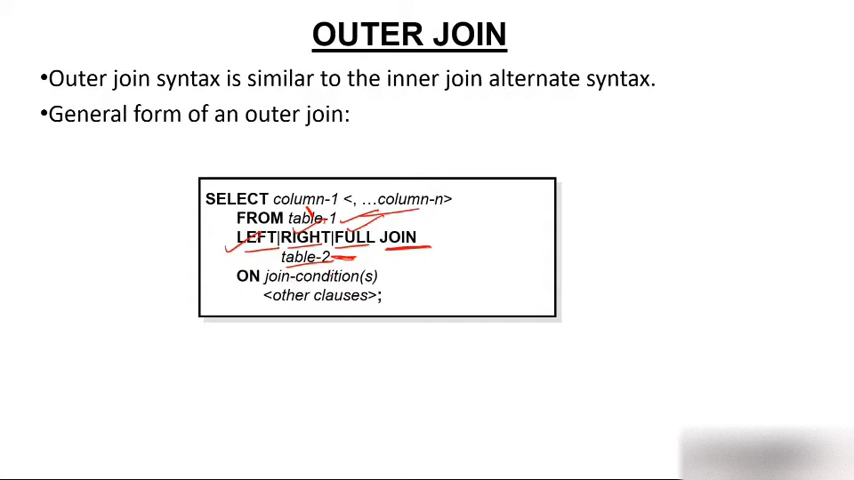 OUTER JOIN
•Outer join syntax is similar to the inner join alternate syntax.
•General form of an outer join:
SELECT column-1 <, …column-n>
FROM table-1
LEFT|RIGHT|FULL JOIN
table-2
ON join-condition(s)
<other clauses>;